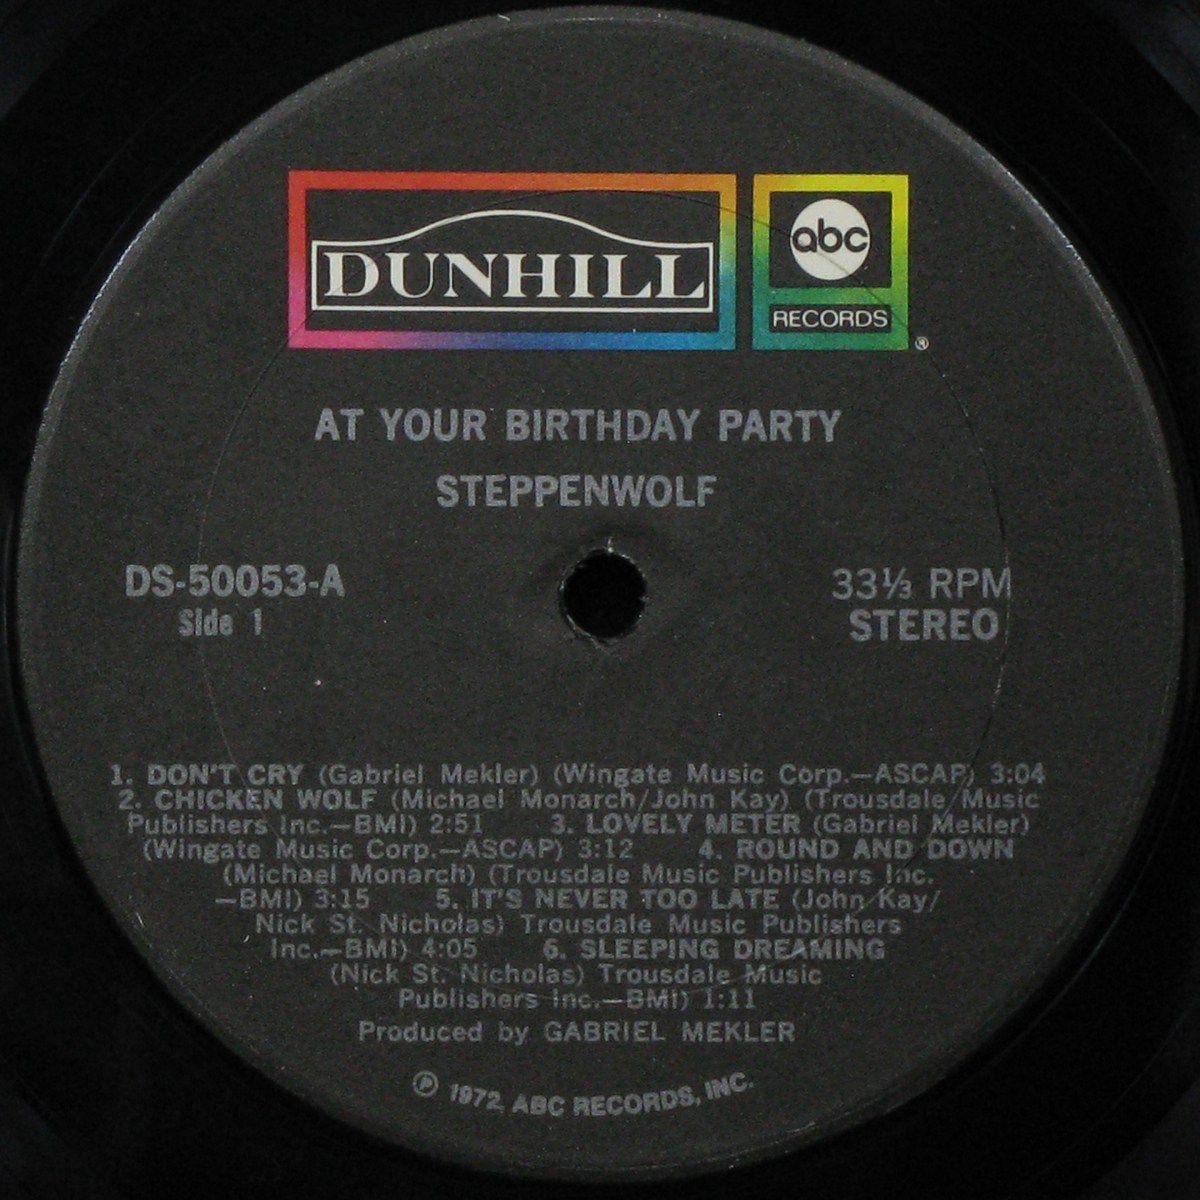 DUNHILL
abc
RECORDS
®
AT YOUR BIRTHDAY PARTY
STEPPENWOLF
DS-50053-A
Side 1
33⅓ RPM
STEREO
1. DON'T CRY (Gabriel Mekler) (Wingate Music Corp.—ASCAP) 3:04
2. CHICKEN WOLF (Michael Monarch/John Kay) (Trousdale Music
Publishers Inc.—BMI) 2:51 3. LOVELY METER (Gabriel Mekler)
(Wingate Music Corp.—ASCAP) 3:12 4. ROUND AND DOWN
(Michael Monarch) (Trousdale Music Publishers Inc.
—BMI) 3:15 5. IT'S NEVER TOO LATE (John Kay/
Nick St. Nicholas) Trousdale Music Publishers
Inc.—BMI) 4:05 6. SLEEPING DREAMING
(Nick St. Nicholas) Trousdale Music
Publishers Inc.—BMI) 1:11
Produced by GABRIEL MEKLER
℗ 1972, ABC RECORDS, INC.